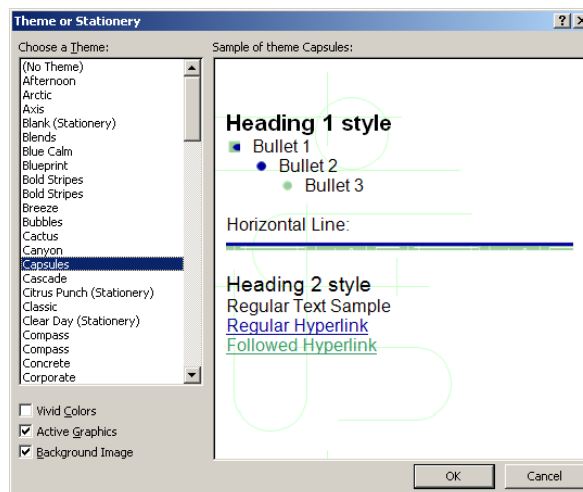 Theme or Stationery
Choose a Theme:
(No Theme)
Afternoon
Arctic
Axis
Blank (Stationery)
Blends
Blue Calm
Blueprint
Bold Stripes
Bold Stripes
Breeze
Bubbles
Cactus
Canyon
Capsules
Cascade
Citrus Punch (Stationery)
Classic
Clear Day (Stationery)
Compass
Compass
Concrete
Corporate
Vivid Colors
Active Graphics
Background Image
Sample of theme Capsules:
Heading 1 style
Bullet 1
Bullet 2
Bullet 3
Horizontal Line:
Heading 2 style
Regular Text Sample
Regular Hyperlink
Followed Hyperlink
OK
Cancel